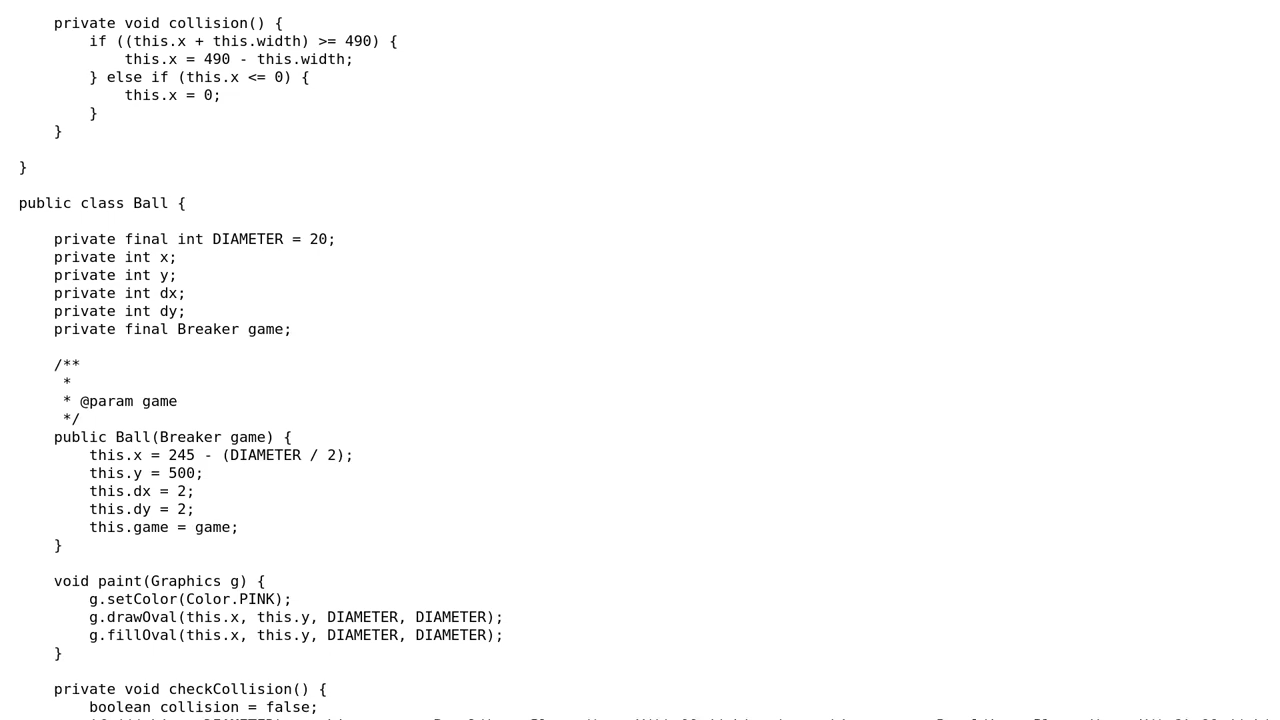 private void collision() {
        if ((this.x + this.width) >= 490) {
            this.x = 490 - this.width;
        } else if (this.x <= 0) {
            this.x = 0;
        }
    }

}

public class Ball {

    private final int DIAMETER = 20;
    private int x;
    private int y;
    private int dx;
    private int dy;
    private final Breaker game;

    /**
     *
     * @param game
     */
    public Ball(Breaker game) {
        this.x = 245 - (DIAMETER / 2);
        this.y = 500;
        this.dx = 2;
        this.dy = 2;
        this.game = game;
    }

    void paint(Graphics g) {
        g.setColor(Color.PINK);
        g.drawOval(this.x, this.y, DIAMETER, DIAMETER);
        g.fillOval(this.x, this.y, DIAMETER, DIAMETER);
    }

    private void checkCollision() {
        boolean collision = false;